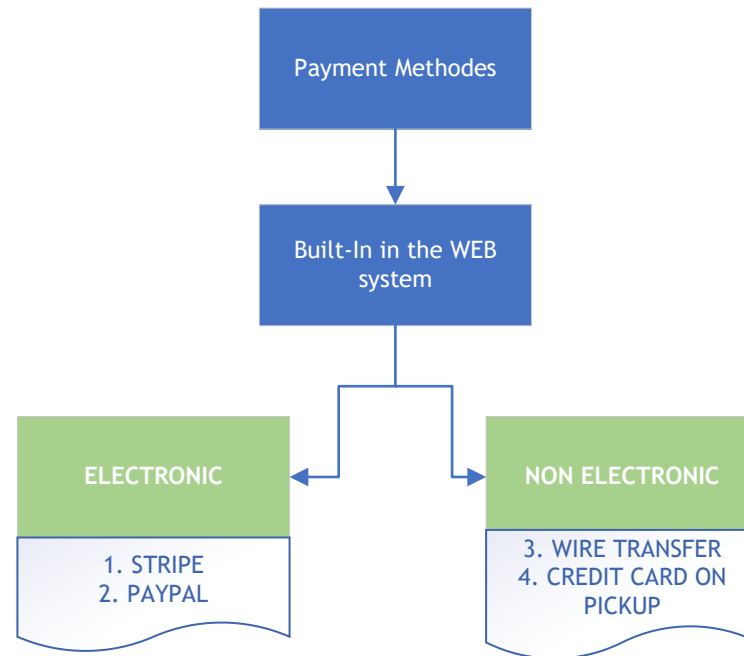 Payment Methodes
Built-In in the WEB
system
ELECTRONIC
1. STRIPE
2. PAYPAL
NON ELECTRONIC
3. WIRE TRANSFER
4. CREDIT CARD ON
PICKUP